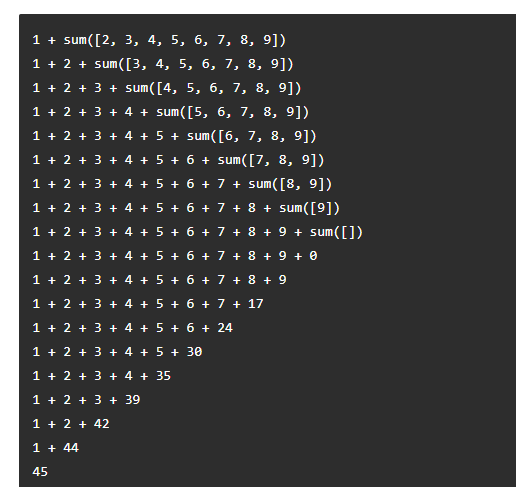 1 + sum([2, 3, 4, 5, 6, 7, 8, 9])
1 + 2 + sum([3, 4, 5, 6, 7, 8, 9])
1 + 2 + 3 + sum([4, 5, 6, 7, 8, 9])
1 + 2 + 3 + 4 + sum([5, 6, 7, 8, 9])
1 + 2 + 3 + 4 + 5 + sum([6, 7, 8, 9])
1 + 2 + 3 + 4 + 5 + 6 + sum([7, 8, 9])
1 + 2 + 3 + 4 + 5 + 6 + 7 + sum([8, 9])
1 + 2 + 3 + 4 + 5 + 6 + 7 + 8 + sum([9])
1 + 2 + 3 + 4 + 5 + 6 + 7 + 8 + 9 + sum([])
1 + 2 + 3 + 4 + 5 + 6 + 7 + 8 + 9 + 0
1 + 2 + 3 + 4 + 5 + 6 + 7 + 8 + 9
1 + 2 + 3 + 4 + 5 + 6 + 7 + 17
1 + 2 + 3 + 4 + 5 + 6 + 24
1 + 2 + 3 + 4 + 5 + 30
1 + 2 + 3 + 4 + 35
1 + 2 + 3 + 39
1 + 2 + 42
1 + 44
45